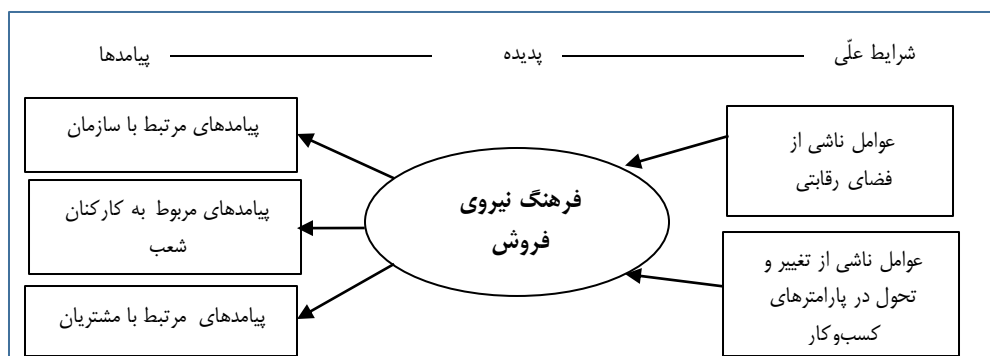 شرایط علّی
پدیده
پیامدها
عوامل ناشی از
فضای رقابتی
عوامل ناشی از تغییر و
تحول در پارامترهای
کسب‌وکار
فرهنگ نیروی
فروش
پیامدهای مرتبط با سازمان
پیامدهای مربوط به کارکنان
شعب
پیامدهای مرتبط با مشتریان